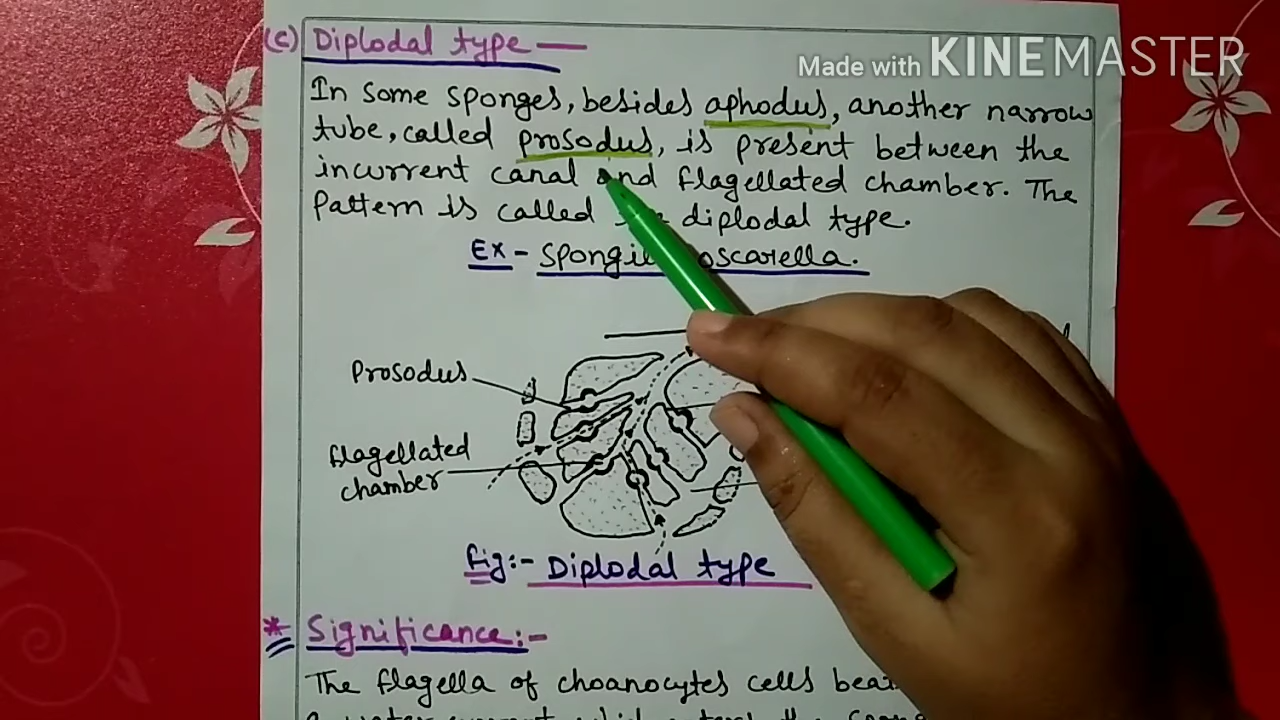 Made with KINEMASTER
(c) Diplodal type —
In some sponges, besides aphodus, another narrow
tube, called prosodus, is present between the
incurrent canal and flagellated chamber. The
Pattern is called diplodal type.
Ex - oscarella.
Prosodus
flagellated
chamber
fig:- Diplodal type
* Significance:-
The flagella of choanocytes cells beat